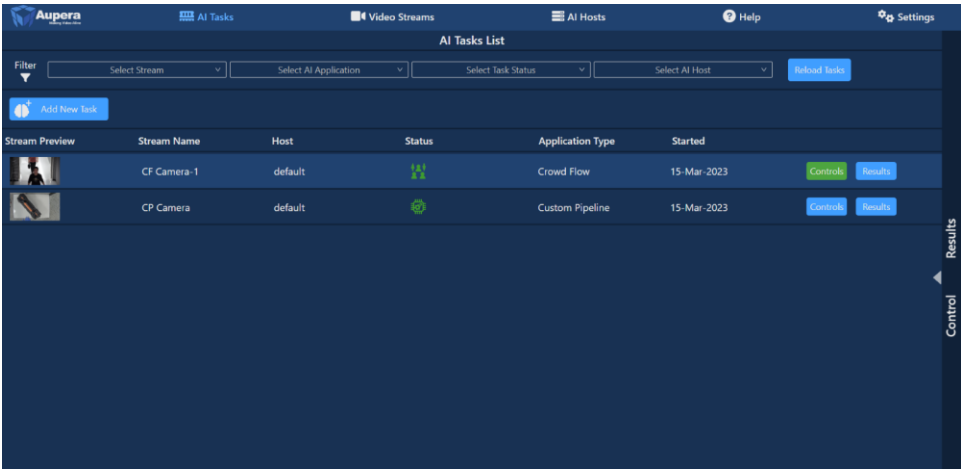 Aupera
AI Tasks
Video Streams
AI Hosts
Help
Settings
AI Tasks List
Filter
Select Stream
Select AI Application
Select Task Status
Select AI Host
Reload Tasks
Add New Task
Stream Preview Stream Name Host Status Application Type Started
CF Camera-1 default Crowd Flow 15-Mar-2023 Controls Results
CP Camera default Custom Pipeline 15-Mar-2023 Controls Results
Results
Control